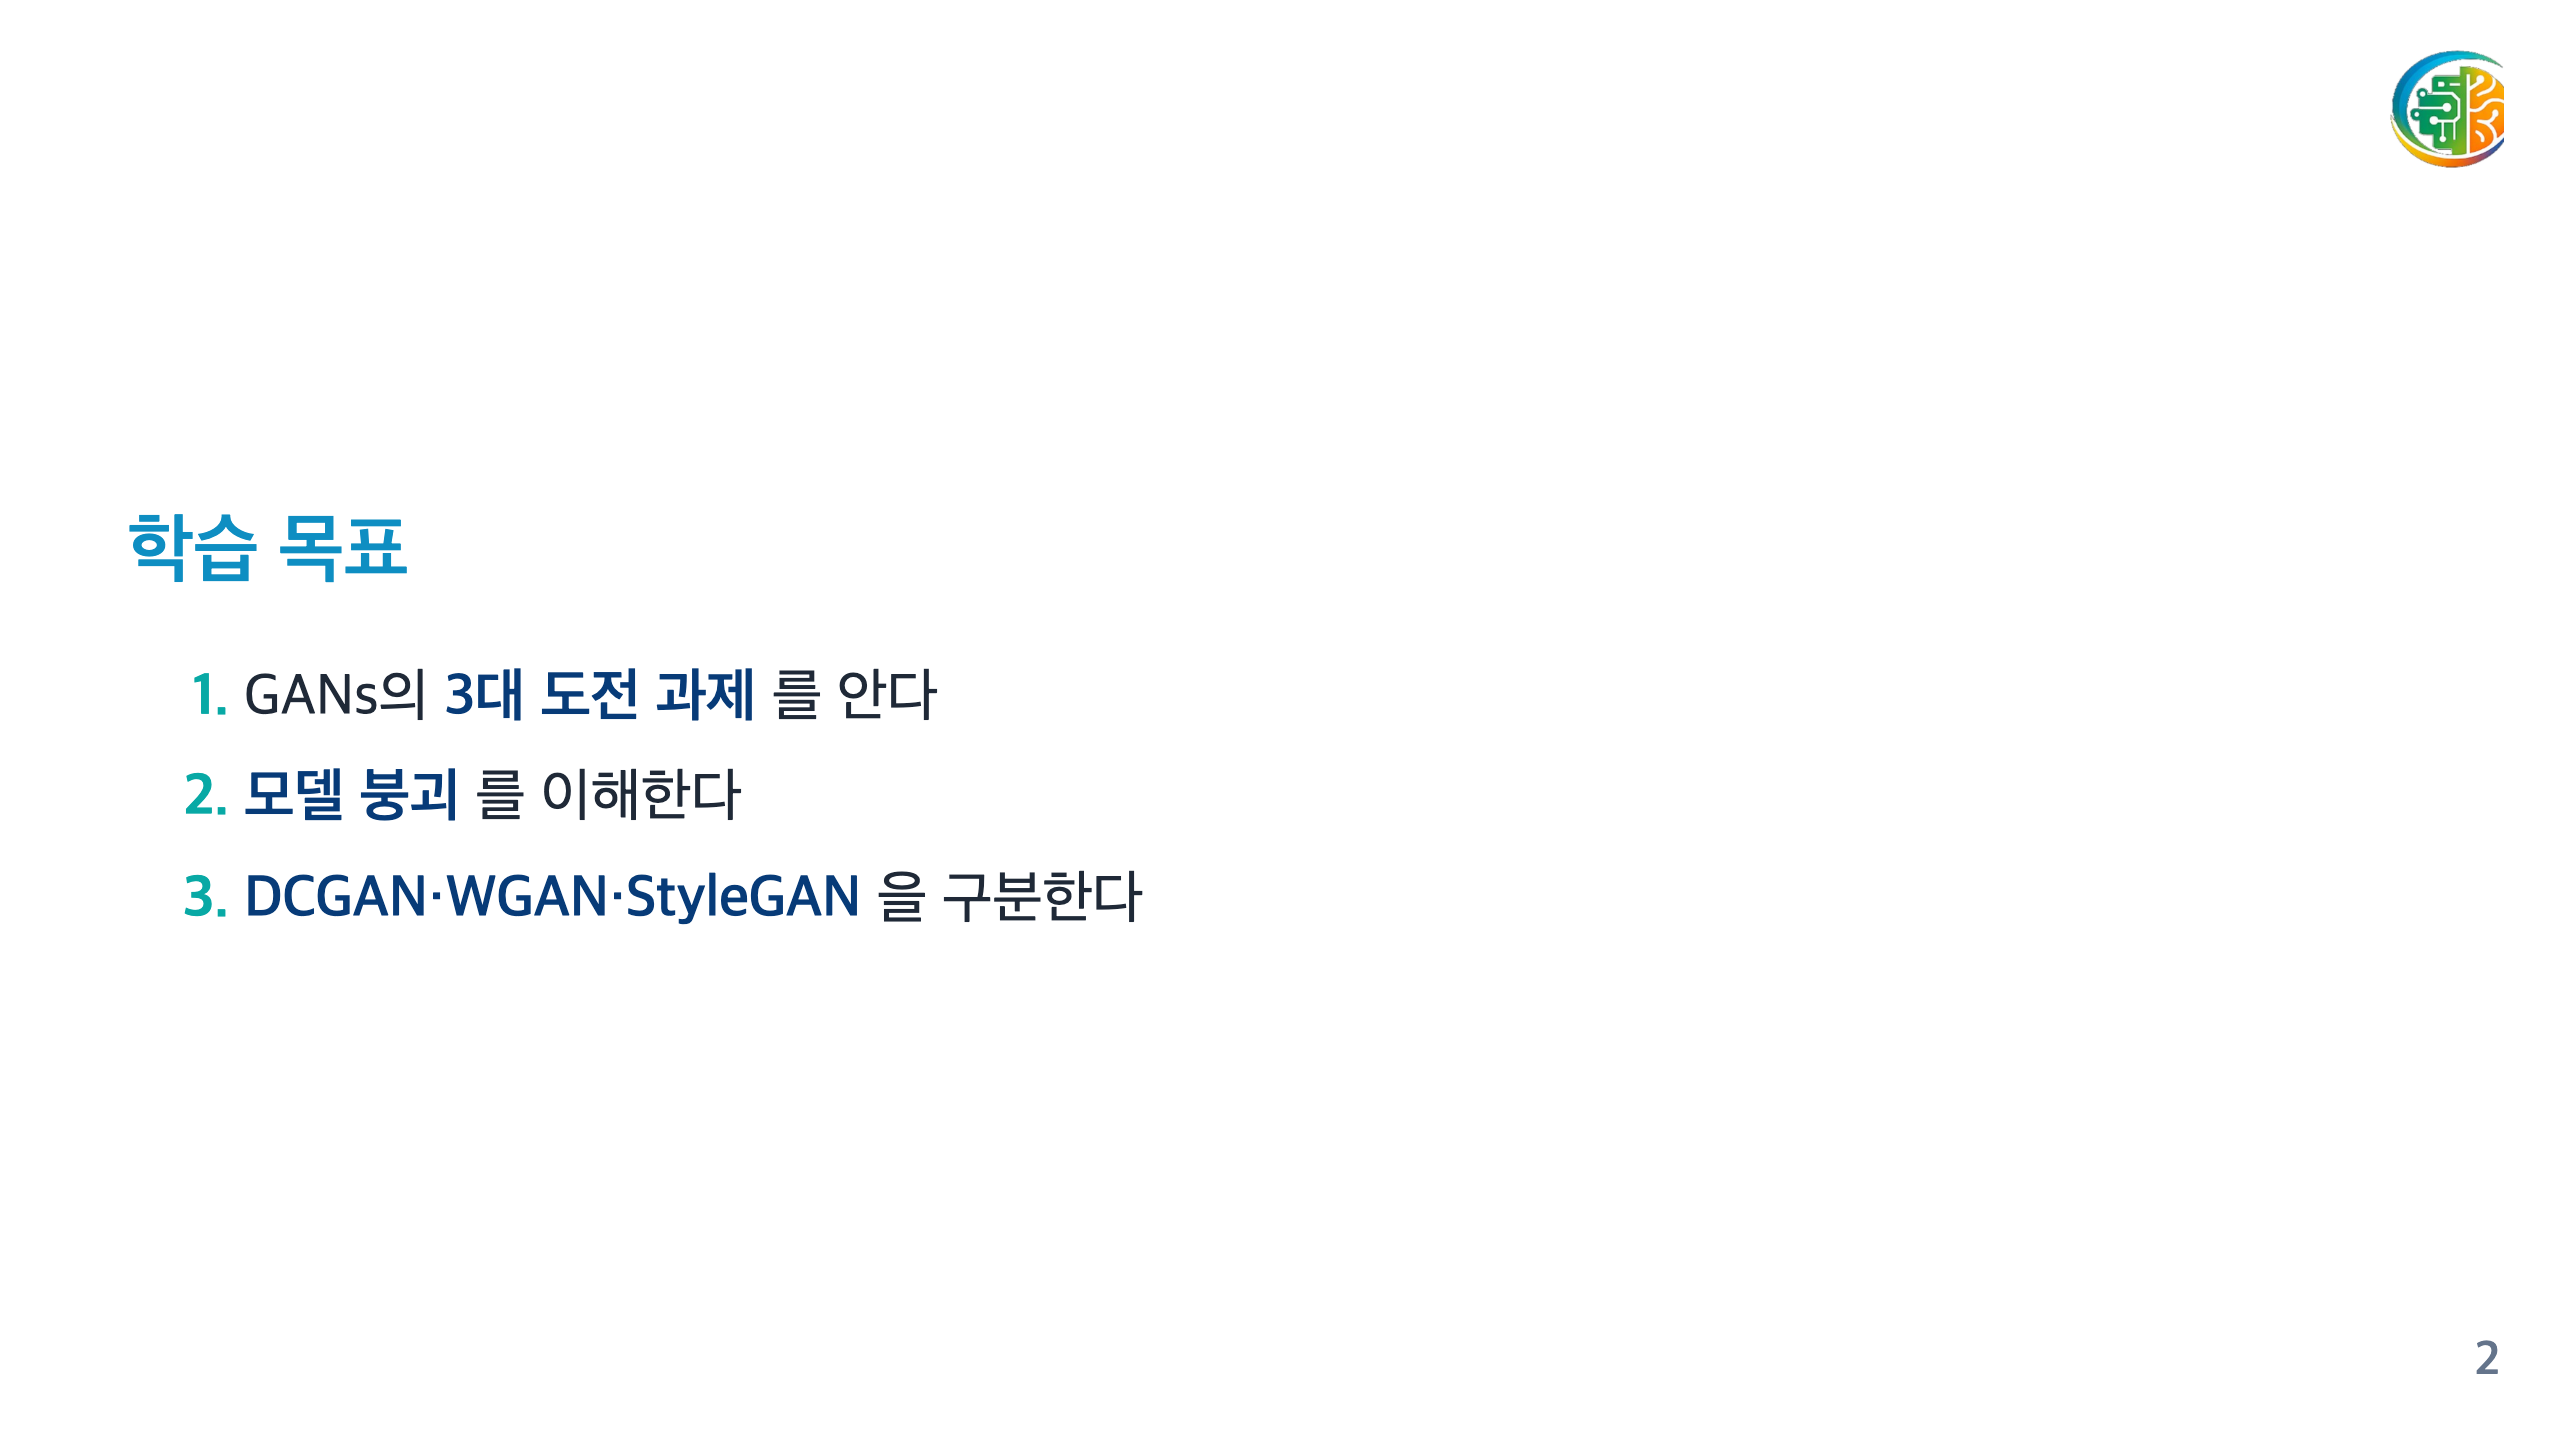 학습 목표
1. GANs의 3대 도전 과제 를 안다
2. 모델 붕괴 를 이해한다
3. DCGAN·WGAN·StyleGAN 을 구분한다
2